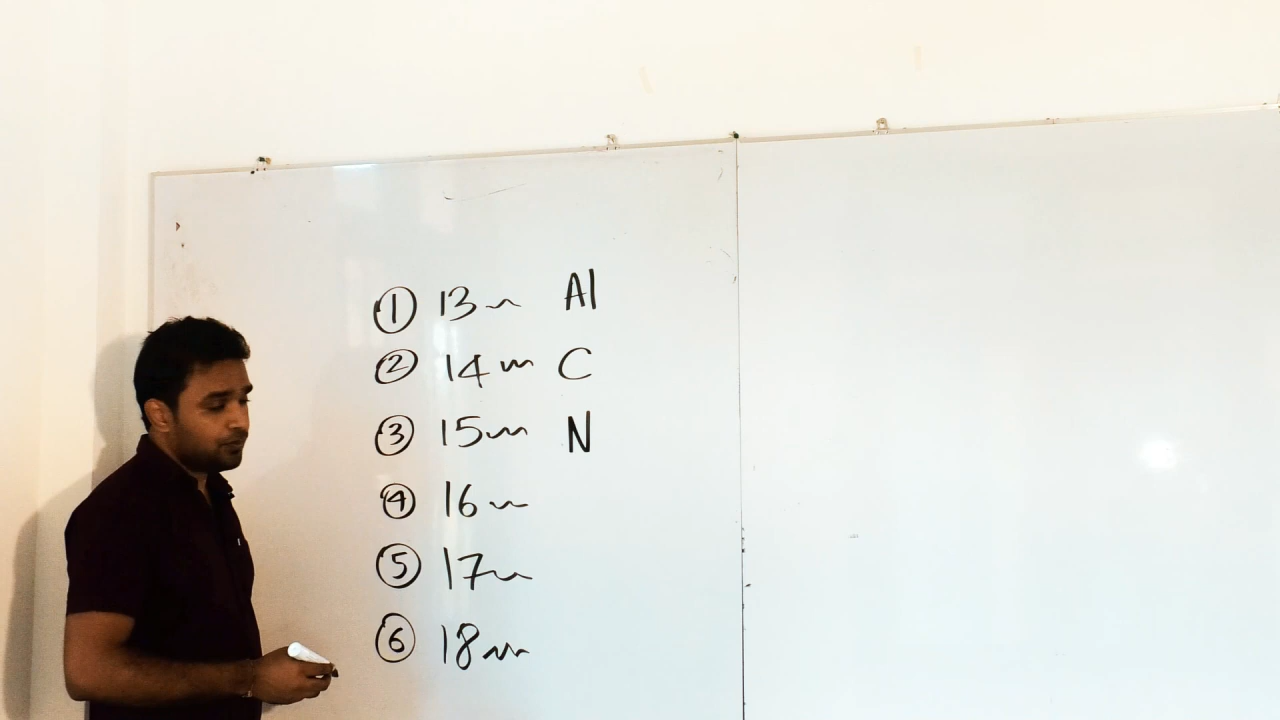 ① 13 Al
② 14 C
③ 15 N
④ 16
⑤ 17
⑥ 18